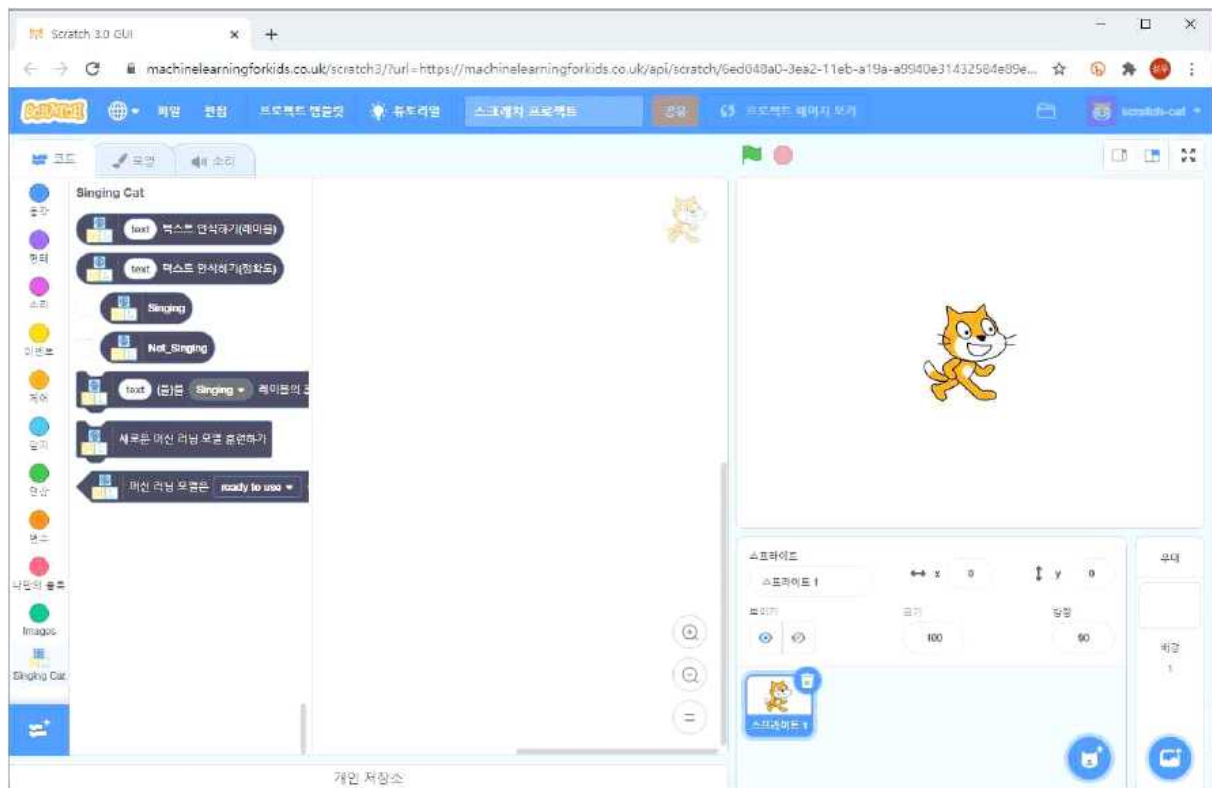 Scratch 3.0 GUI
machinelearningforkids.co.uk/scratch3/?url=https://machinelearningforkids.co.uk/api/scratch/6ed048a0-3ea2-11eb-a19a-a9940e31432584e89e...
SCRATCH 파일 편집 프로젝트 템플릿 튜토리얼 스크래치 프로젝트 공유 프로젝트 페이지 보기 scratch-cat
코드 모양 소리
동작
형태
소리
이벤트
제어
감지
연산
변수
나만의 블록
Images
Singing Cat
Singing Cat
text 텍스트 인식하기(레이블)
text 텍스트 인식하기(정확도)
Singing
Not_Singing
text (을)를 Singing 레이블의
새로운 머신 러닝 모델 훈련하기
머신 러닝 모델은 ready to use
개인 저장소
스프라이트
스프라이트 1
x 0
y 0
보이기
크기
100
방향
90
스프라이트 1
무대
배경
1